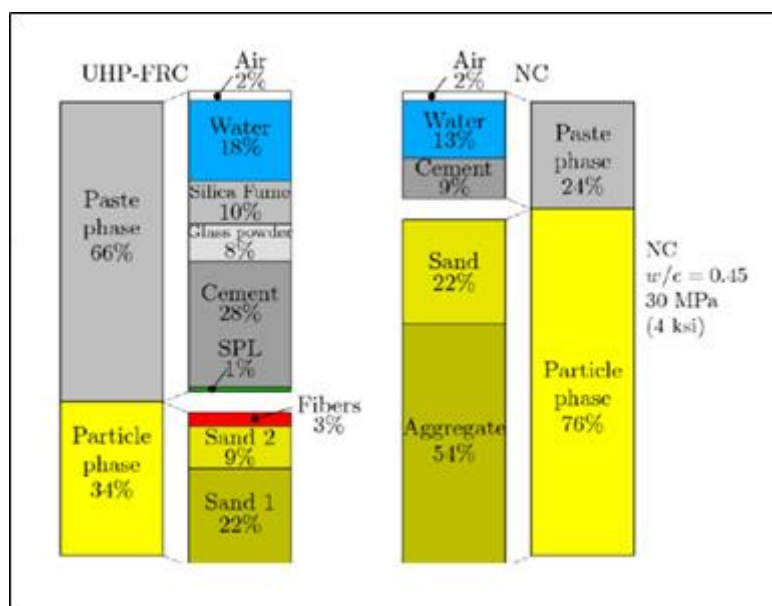 UHP-FRC
Air
2%
Water
18%
Silica Fume
10%
Glass powder
8%
Cement
28%
SPL
1%
Paste
phase
66%
Particle
phase
34%
Fibers
3%
Sand 2
9%
Sand 1
22%
Air
2%
NC
Water
13%
Cement
9%
Sand
22%
Aggregate
54%
Paste
phase
24%
Particle
phase
76%
NC
w/c = 0.45
30 MPa
(4 ksi)